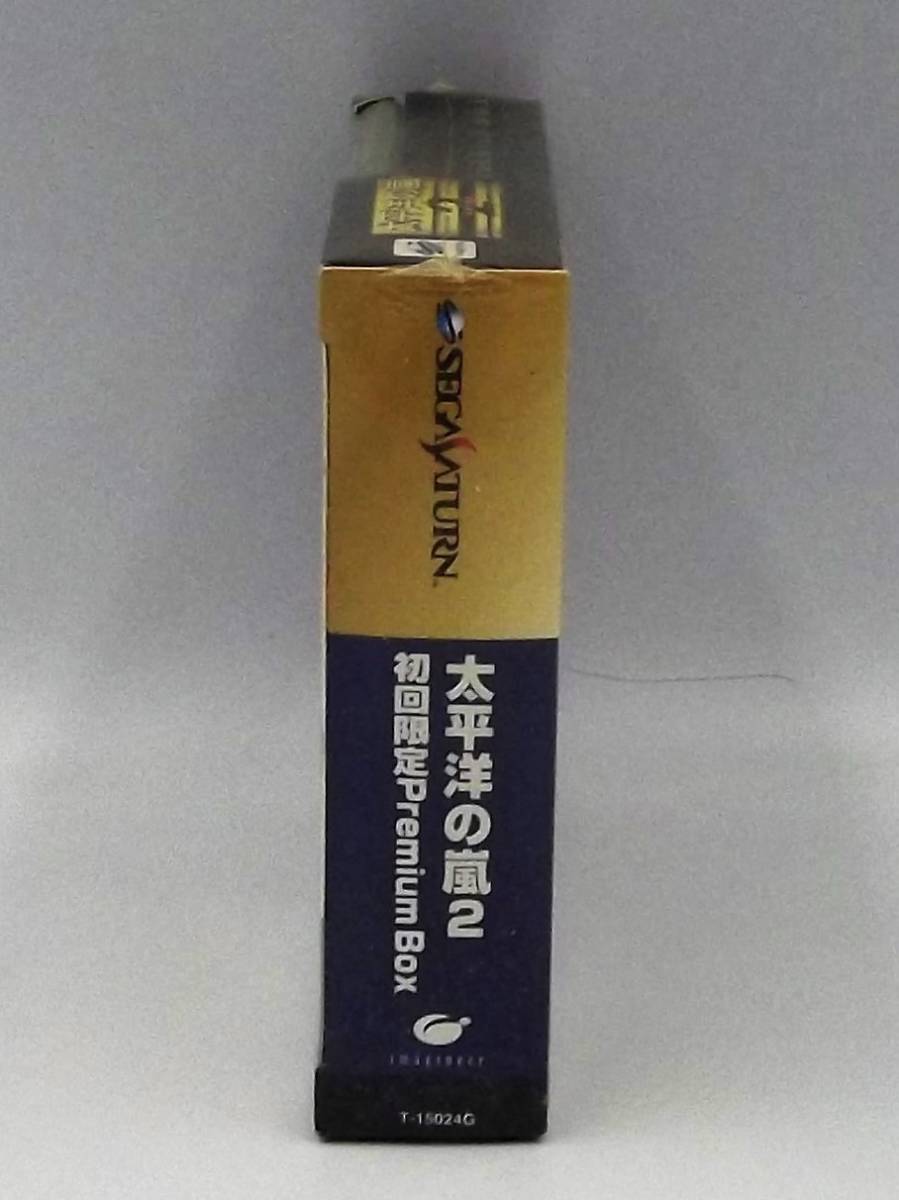 SEGA SATURN
TM
太平洋の嵐2
初回限定Premium Box
imagineer
T-15024G